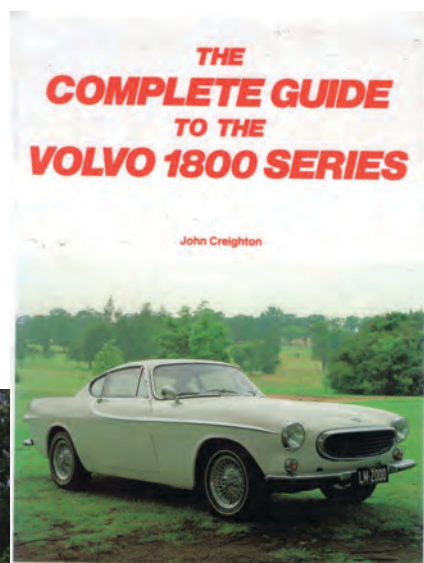 THE
COMPLETE GUIDE
TO THE
VOLVO 1800 SERIES
John Creighton
LM·2000